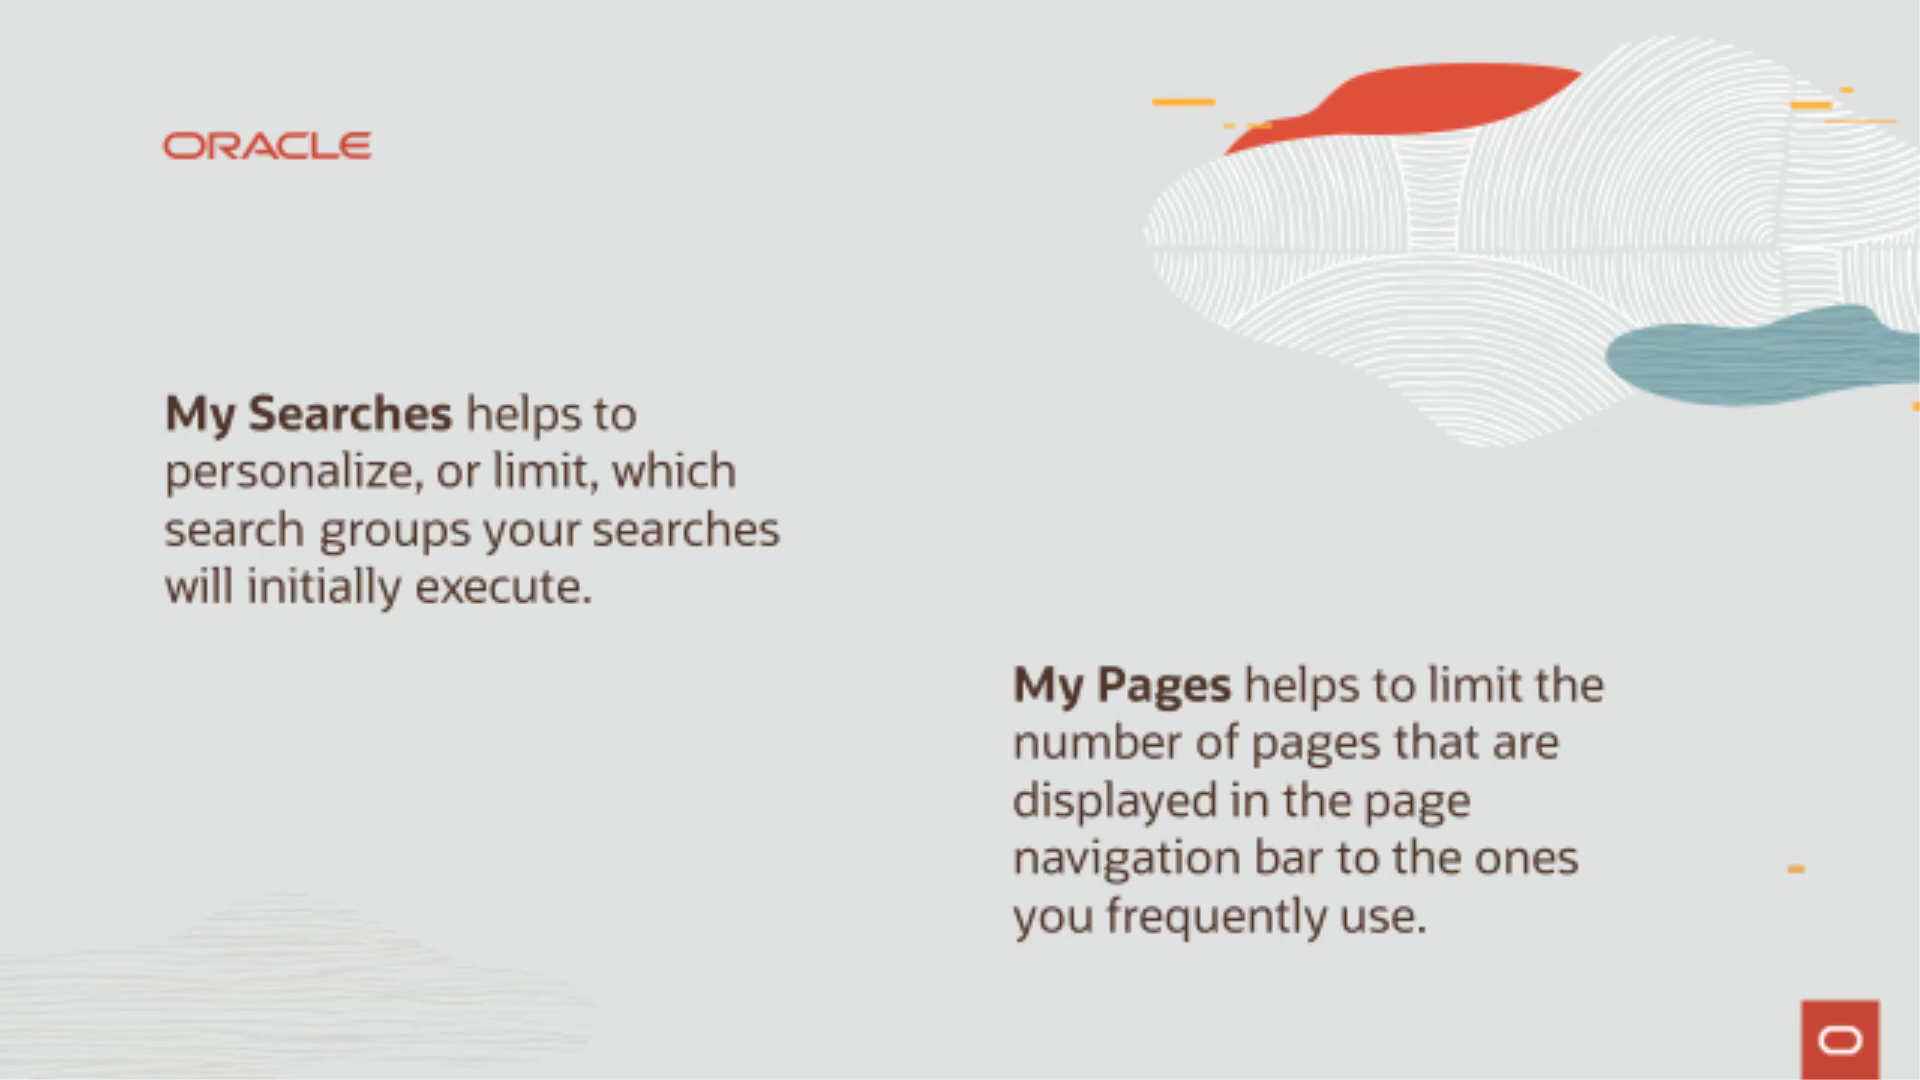 ORACLE
My Searches helps to
personalize, or limit, which
search groups your searches
will initially execute.
My Pages helps to limit the
number of pages that are
displayed in the page
navigation bar to the ones
you frequently use.